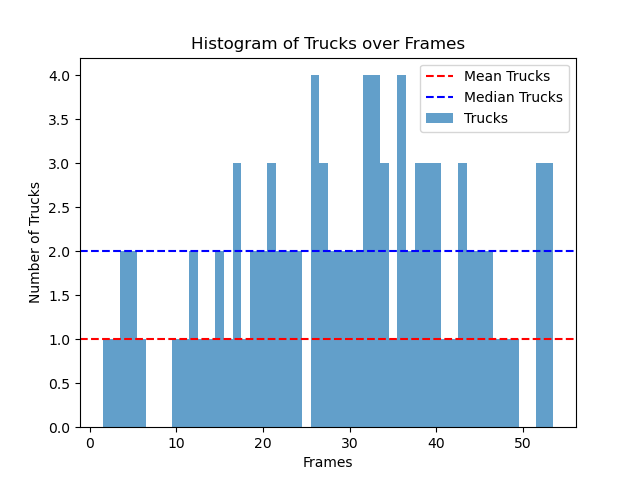 Histogram of Trucks over Frames
Mean Trucks
Median Trucks
Trucks
Number of Trucks
4.0
3.5
3.0
2.5
2.0
1.5
1.0
0.5
0.0
0 10 20 30 40 50
Frames